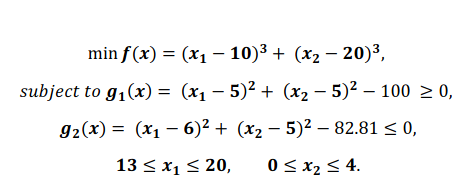 min f(x) = (x₁ − 10)³ + (x₂ − 20)³,
subject to g₁(x) = (x₁ − 5)² + (x₂ − 5)² − 100 ≥ 0,
g₂(x) = (x₁ − 6)² + (x₂ − 5)² − 82.81 ≤ 0,
13 ≤ x₁ ≤ 20, 0 ≤ x₂ ≤ 4.